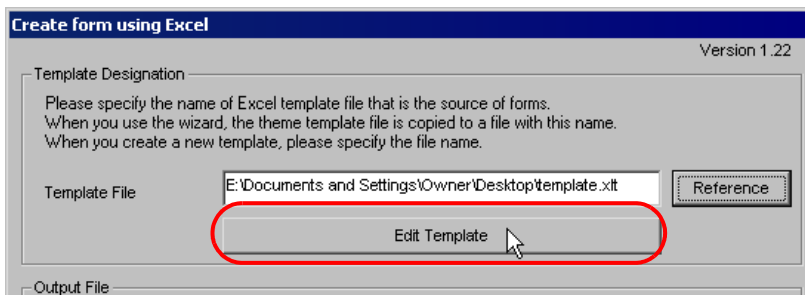 Create form using Excel
Version 1.22
Template Designation
Please specify the name of Excel template file that is the source of forms.
When you use the wizard, the theme template file is copied to a file with this name.
When you create a new template, please specify the file name.
Template File
E:\Documents and Settings\Owner\Desktop\template.xlt
Reference
Edit Template
Output File